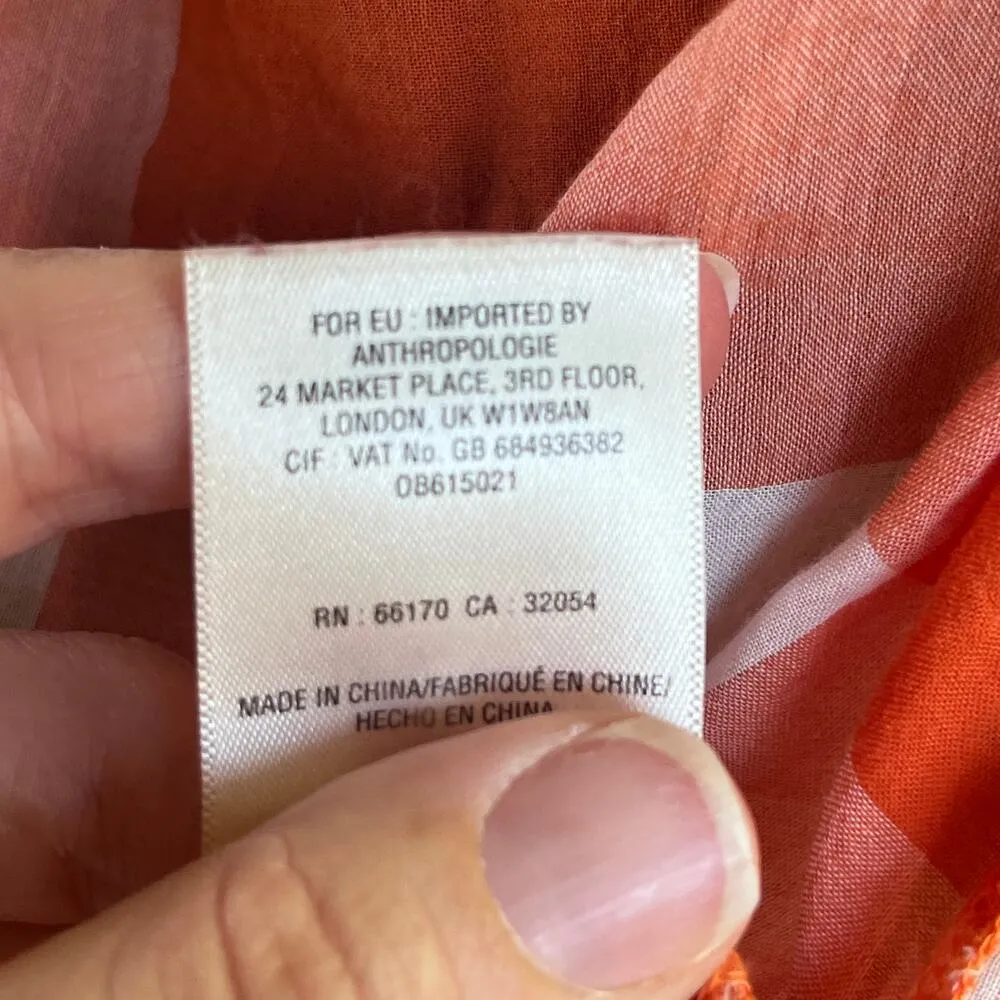 FOR EU : IMPORTED BY
ANTHROPOLOGIE
24 MARKET PLACE, 3RD FLOOR,
LONDON, UK W1W8AN
CIF : VAT No. GB 684936382
OB615021
RN : 66170 CA : 32054
MADE IN CHINA/FABRIQUÉ EN CHINE/
HECHO EN CHINA